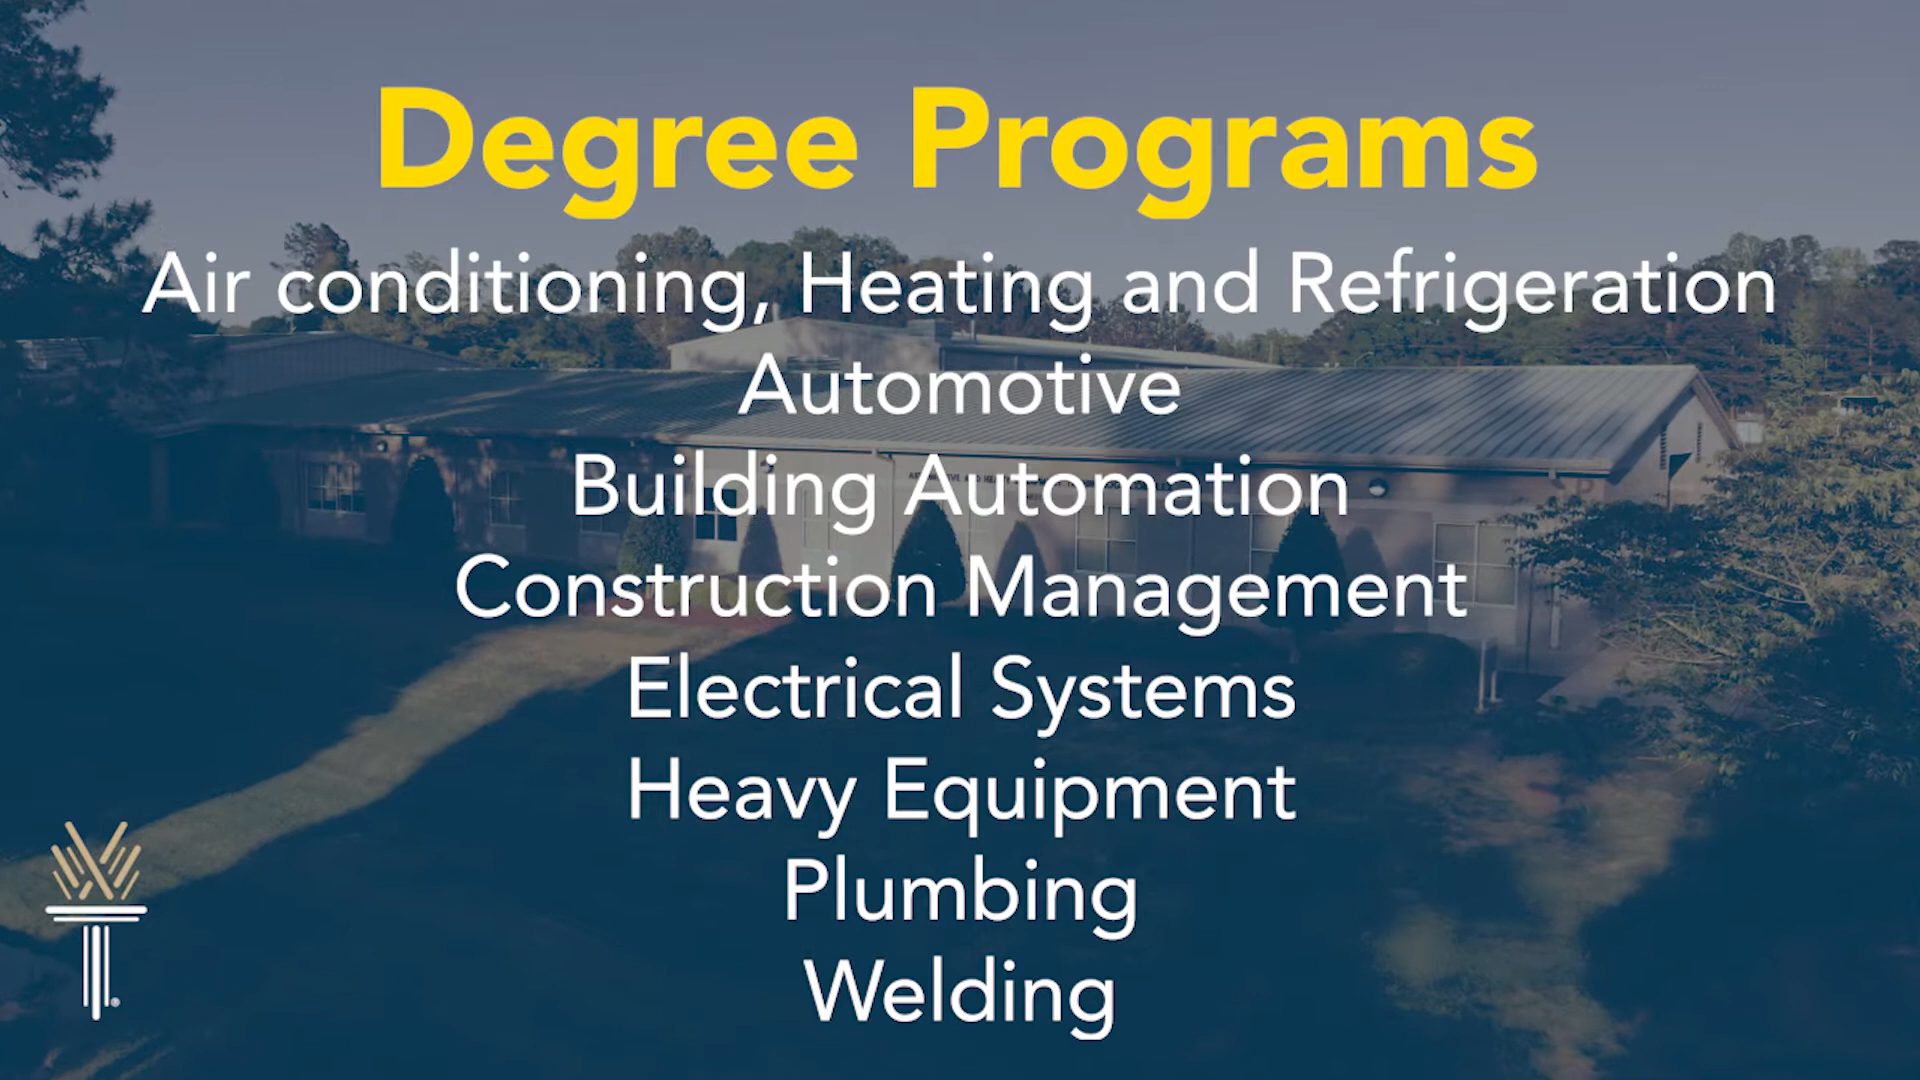 Degree Programs
Air conditioning, Heating and Refrigeration
Automotive
Building Automation
Construction Management
Electrical Systems
Heavy Equipment
Plumbing
Welding